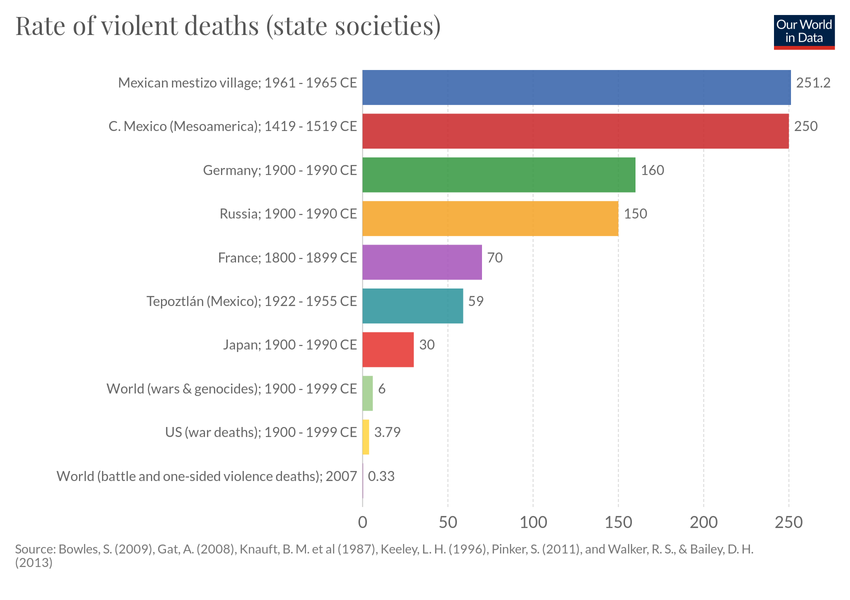 Rate of violent deaths (state societies)
Our World
in Data
Mexican mestizo village; 1961 - 1965 CE 251.2
C. Mexico (Mesoamerica); 1419 - 1519 CE 250
Germany; 1900 - 1990 CE 160
Russia; 1900 - 1990 CE 150
France; 1800 - 1899 CE 70
Tepoztlán (Mexico); 1922 - 1955 CE 59
Japan; 1900 - 1990 CE 30
World (wars & genocides); 1900 - 1999 CE 6
US (war deaths); 1900 - 1999 CE 3.79
World (battle and one-sided violence deaths); 2007 0.33
0 50 100 150 200 250
Source: Bowles, S. (2009), Gat, A. (2008), Knauft, B. M. et al (1987), Keeley, L. H. (1996), Pinker, S. (2011), and Walker, R. S., & Bailey, D. H.
(2013)